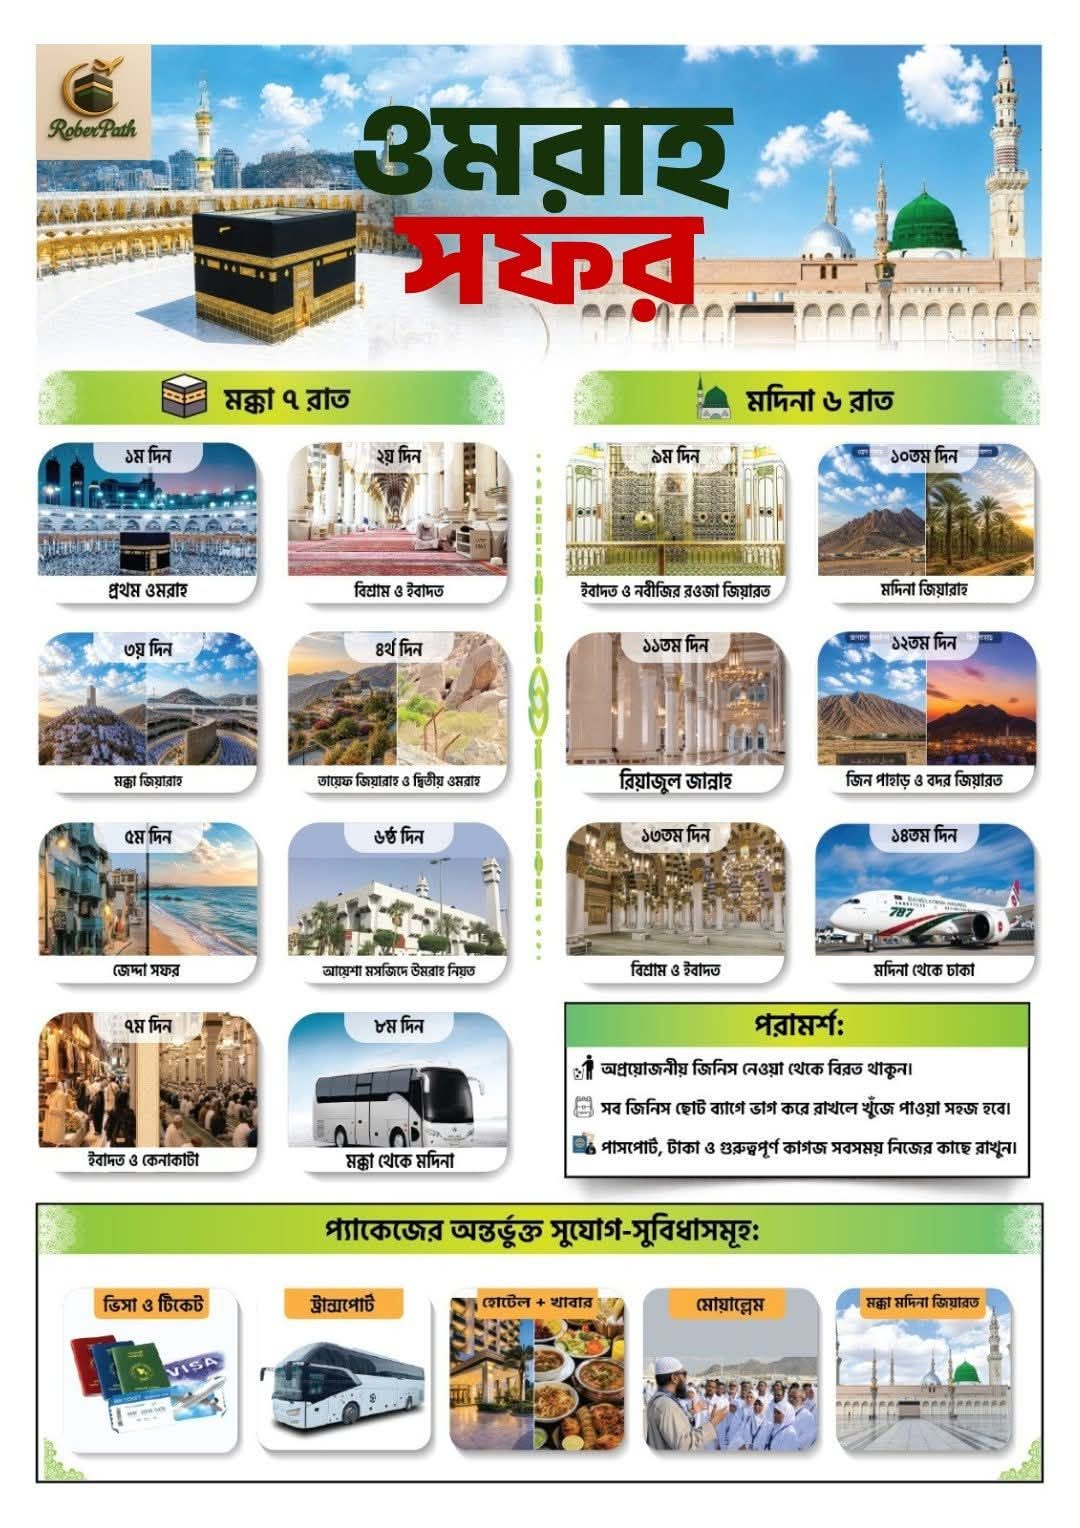 RoberPath
ওমরাহ
সফর
মক্কা ৭ রাত
১ম দিন
প্রথম ওমরাহ
২য় দিন
বিশ্রাম ও ইবাদত
৩য় দিন
মক্কা জিয়ারাহ
৪র্থ দিন
তায়েফ জিয়ারাহ ও দ্বিতীয় ওমরাহ
৫ম দিন
জেদ্দা সফর
৬ষ্ঠ দিন
আয়েশা মসজিদে উমরাহ নিয়ত
৭ম দিন
ইবাদত ও কেনাকাটা
৮ম দিন
মক্কা থেকে মদিনা
মদিনা ৬ রাত
৯ম দিন
ইবাদত ও নবীজির রওজা জিয়ারত
১০তম দিন
মদিনা জিয়ারাহ
১১তম দিন
রিয়াজুল জান্নাহ
১২তম দিন
জিন পাহাড় ও বদর জিয়ারত
১৩তম দিন
বিশ্রাম ও ইবাদত
১৪তম দিন
787
মদিনা থেকে ঢাকা
পরামর্শ:
অপ্রয়োজনীয় জিনিস নেওয়া থেকে বিরত থাকুন।
সব জিনিস ছোট ব্যাগে ভাগ করে রাখলে খুঁজে পাওয়া সহজ হবে।
পাসপোর্ট, টাকা ও গুরুত্বপূর্ণ কাগজ সবসময় নিজের কাছে রাখুন।
প্যাকেজের অন্তর্ভুক্ত সুযোগ-সুবিধাসমূহ:
ভিসা ও টিকেট
VISA
ট্রান্সপোর্ট
হোটেল + খাবার
মোয়াল্লেম
মক্কা মদিনা জিয়ারত